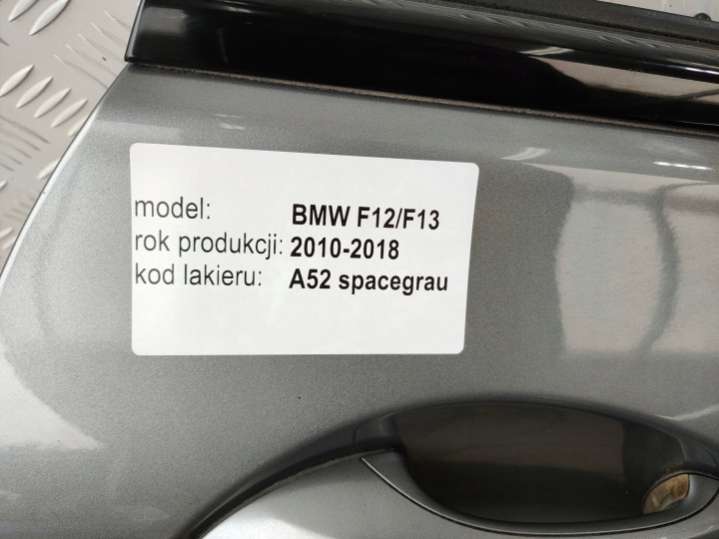 model: BMW F12/F13
rok produkcji: 2010-2018
kod lakieru: A52 spacegrau